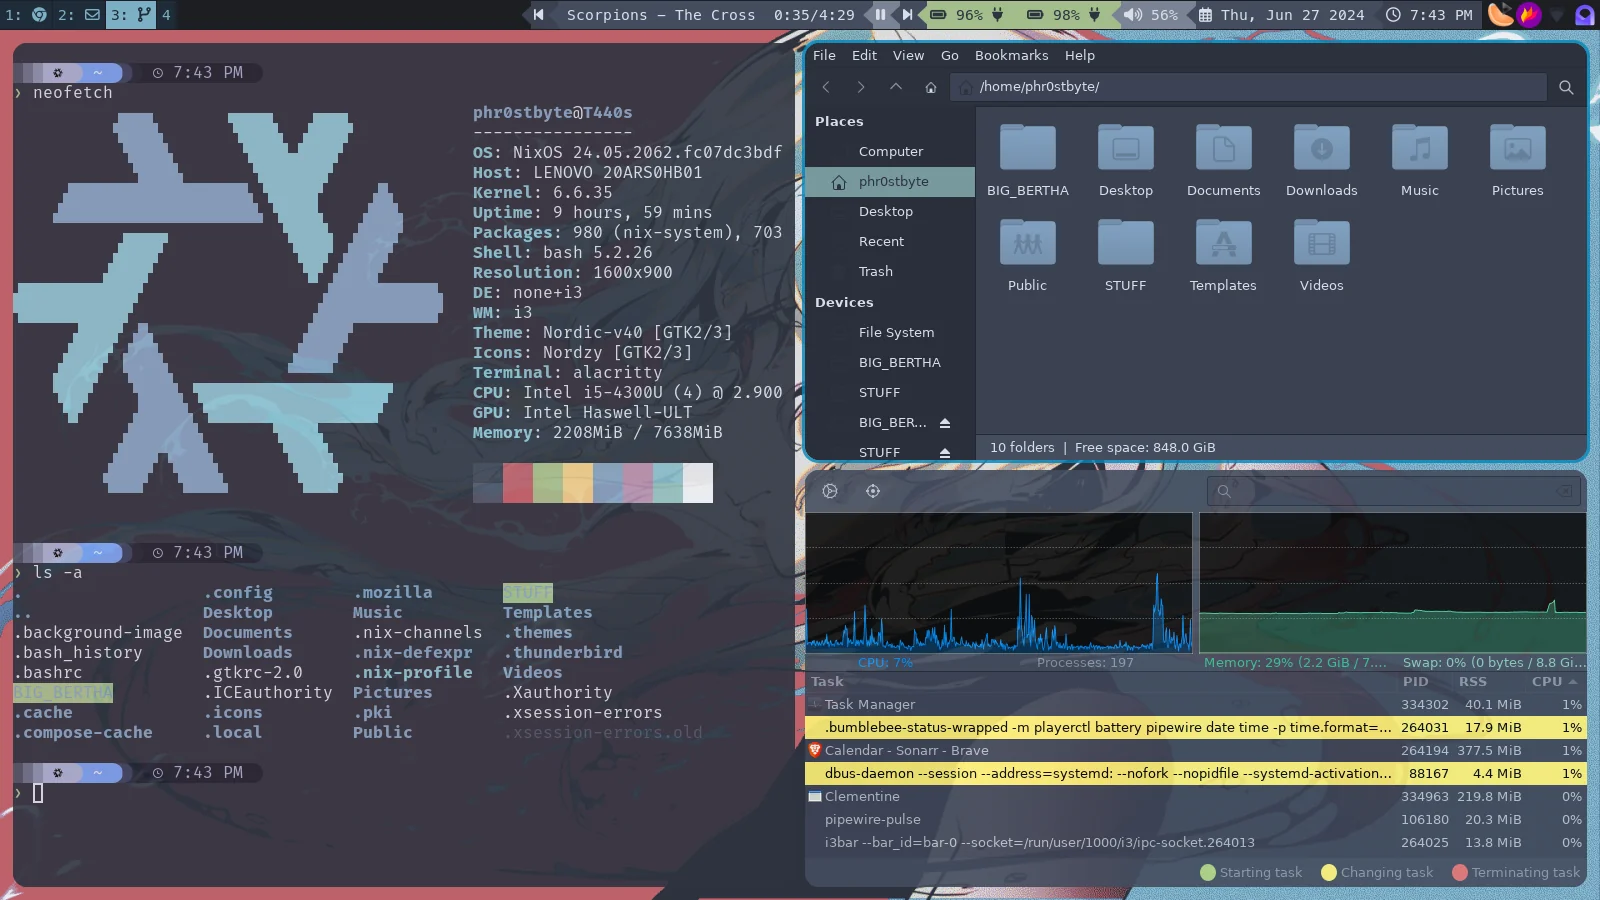 1: 2: 3: 4
Scorpions – The Cross 0:35/4:29 96% 98% 56% Thu, Jun 27 2024 7:43 PM
~ 7:43 PM
› neofetch
phr0stbyte@T440s
----------------
OS: NixOS 24.05.2062.fc07dc3bdf
Host: LENOVO 20ARS0HB01
Kernel: 6.6.35
Uptime: 9 hours, 59 mins
Packages: 980 (nix-system), 703
Shell: bash 5.2.26
Resolution: 1600x900
DE: none+i3
WM: i3
Theme: Nordic-v40 [GTK2/3]
Icons: Nordzy [GTK2/3]
Terminal: alacritty
CPU: Intel i5-4300U (4) @ 2.900
GPU: Intel Haswell-ULT
Memory: 2208MiB / 7638MiB
~ 7:43 PM
› ls -a
. .config .mozilla STUFF
.. Desktop Music Templates
.background-image Documents .nix-channels .themes
.bash_history Downloads .nix-defexpr .thunderbird
.bashrc .gtkrc-2.0 .nix-profile Videos
BIG_BERTHA .ICEauthority Pictures .Xauthority
.cache .icons .pki .xsession-errors
.compose-cache .local Public .xsession-errors.old
~ 7:43 PM
›
File Edit View Go Bookmarks Help
/home/phr0stbyte/
Places
Computer
phr0stbyte
Desktop
Recent
Trash
Devices
File System
BIG_BERTHA
STUFF
BIG_BER...
STUFF
BIG_BERTHA Desktop Documents Downloads Music Pictures
Public STUFF Templates Videos
10 folders | Free space: 848.0 GiB
CPU: 7% Processes: 197 Memory: 29% (2.2 GiB / 7.... Swap: 0% (0 bytes / 8.8 Gi...
Task PID RSS CPU
Task Manager 334302 40.1 MiB 1%
.bumblebee-status-wrapped -m playerctl battery pipewire date time -p time.format=... 264031 17.9 MiB 1%
Calendar - Sonarr - Brave 264194 377.5 MiB 1%
dbus-daemon --session --address=systemd: --nofork --nopidfile --systemd-activation... 88167 4.4 MiB 1%
Clementine 334963 219.8 MiB 0%
pipewire-pulse 106180 20.3 MiB 0%
i3bar --bar_id=bar-0 --socket=/run/user/1000/i3/ipc-socket.264013 264025 13.8 MiB 0%
Starting task Changing task Terminating task